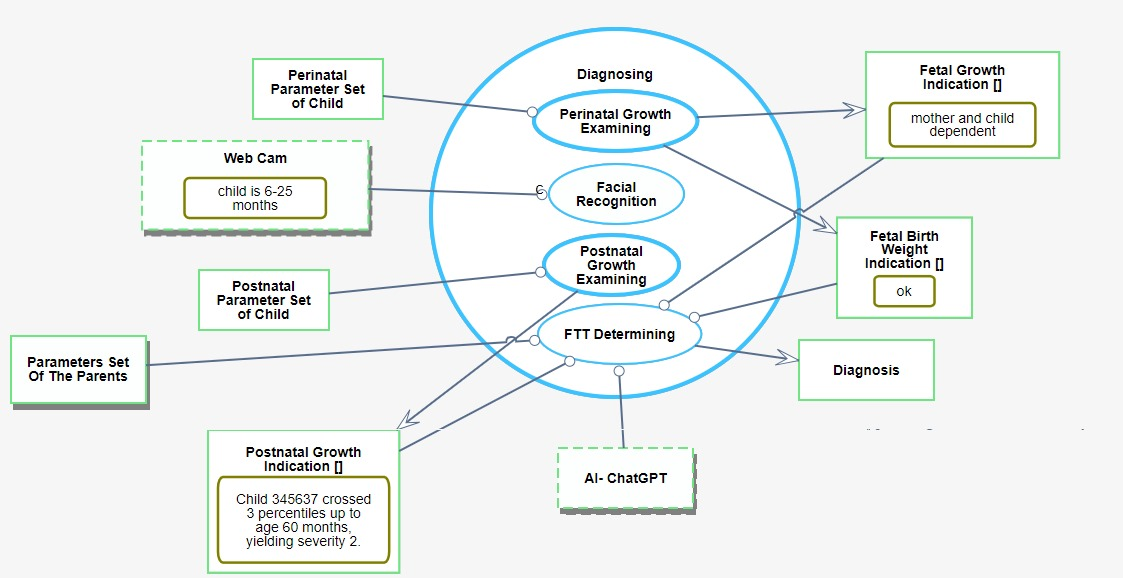 Diagnosing
Perinatal
Parameter Set
of Child
Perinatal Growth
Examining
Fetal Growth
Indication []
mother and child
dependent
Web Cam
child is 6-25
months
c
Facial
Recognition
Fetal Birth
Weight
Indication []
ok
Postnatal
Growth
Examining
Postnatal
Parameter Set
of Child
FTT Determining
Parameters Set
Of The Parents
Diagnosis
Postnatal Growth
Indication []
Child 345637 crossed
3 percentiles up to
age 60 months,
yielding severity 2.
AI- ChatGPT